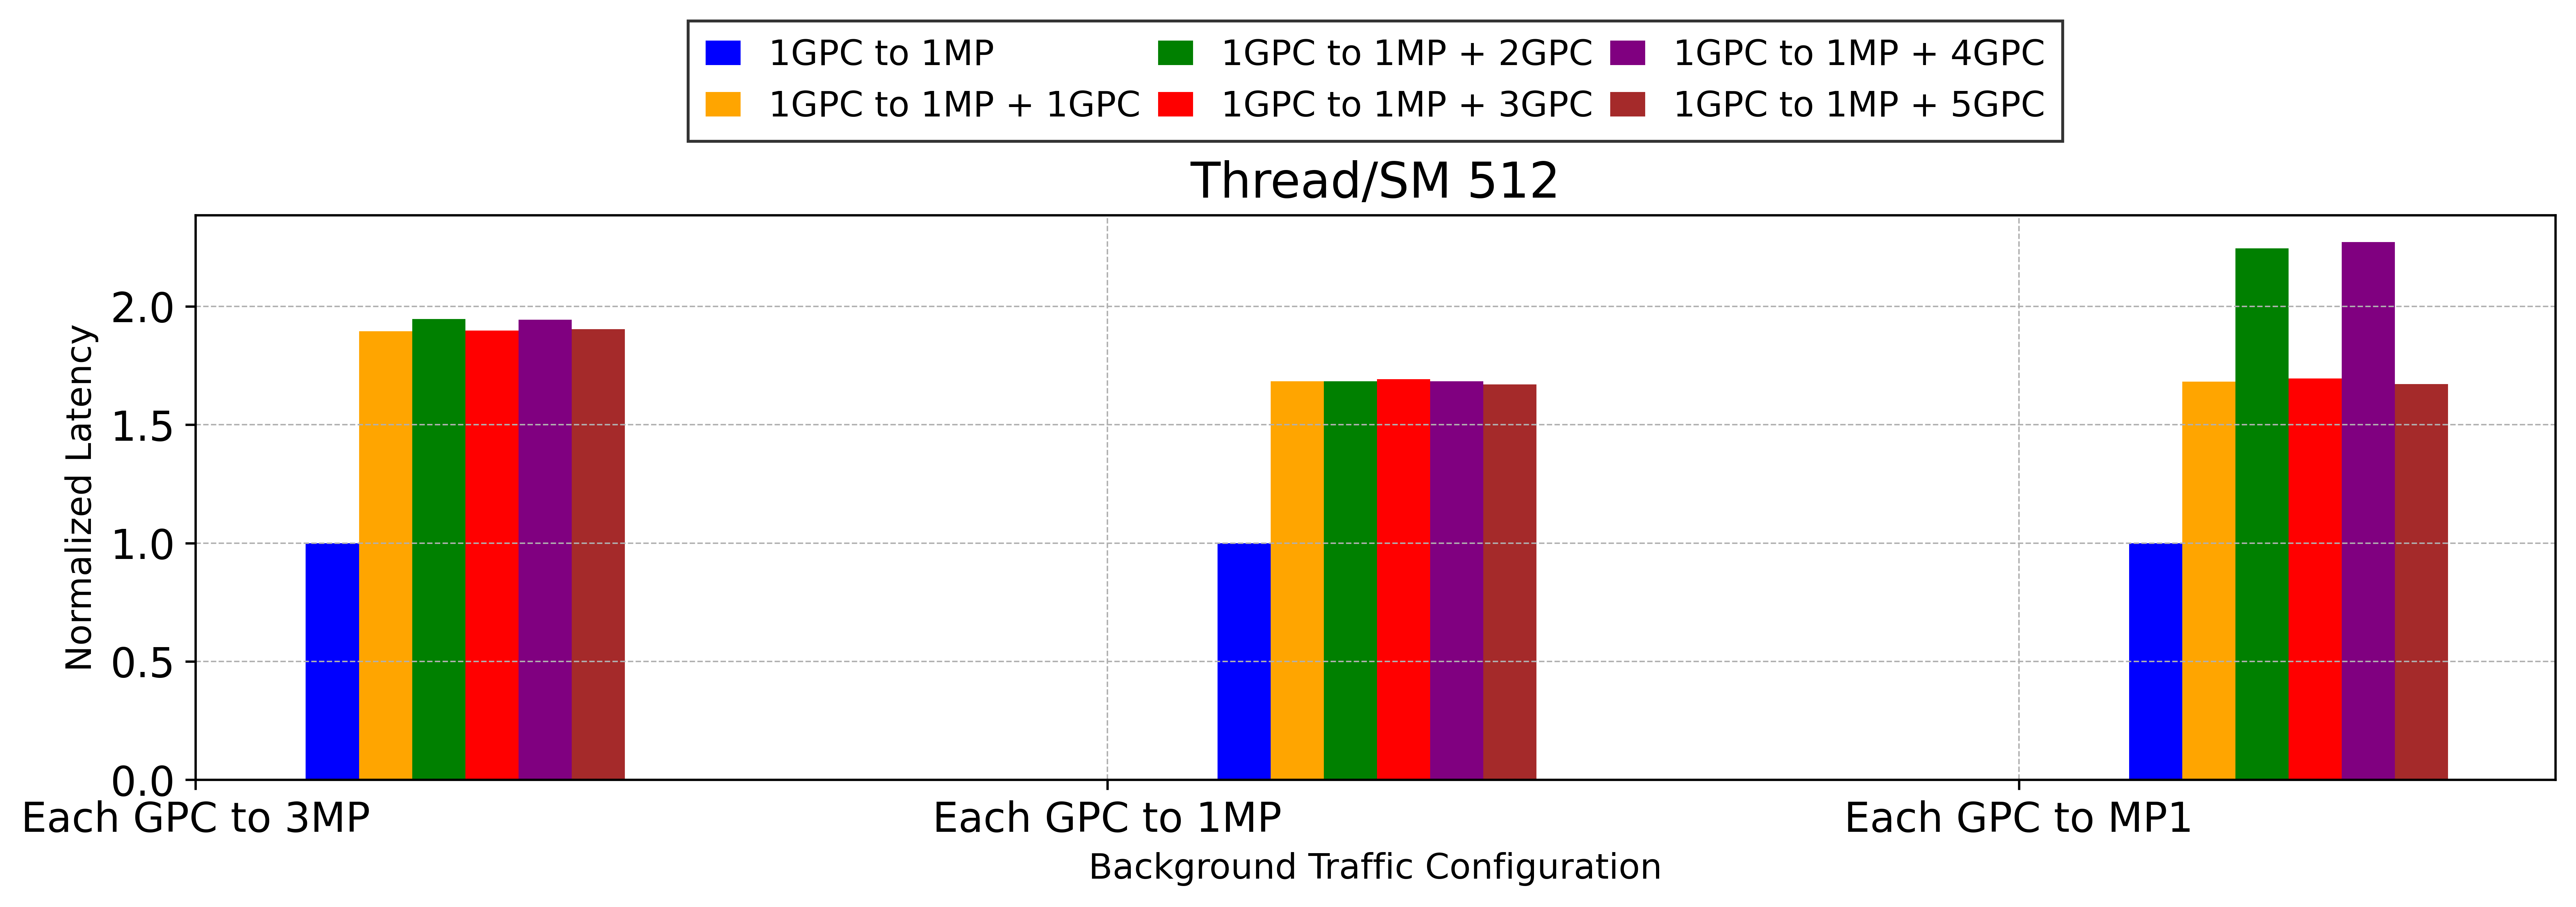 1GPC to 1MP 1GPC to 1MP + 2GPC 1GPC to 1MP + 4GPC
1GPC to 1MP + 1GPC 1GPC to 1MP + 3GPC 1GPC to 1MP + 5GPC
Thread/SM 512
Normalized Latency
2.0
1.5
1.0
0.5
0.0
Each GPC to 3MP Each GPC to 1MP Each GPC to MP1
Background Traffic Configuration